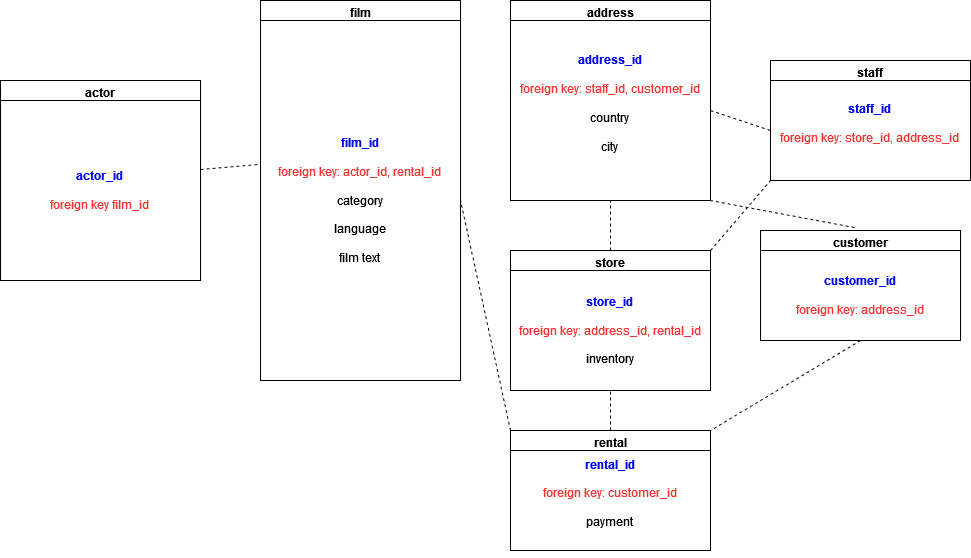 actor
actor_id
foreign key film_id
film
film_id
foreign key: actor_id, rental_id
category
language
film text
address
address_id
foreign key: staff_id, customer_id
country
city
staff
staff_id
foreign key: store_id, address_id
store
store_id
foreign key: address_id, rental_id
inventory
customer
customer_id
foreign key: address_id
rental
rental_id
foreign key: customer_id
payment